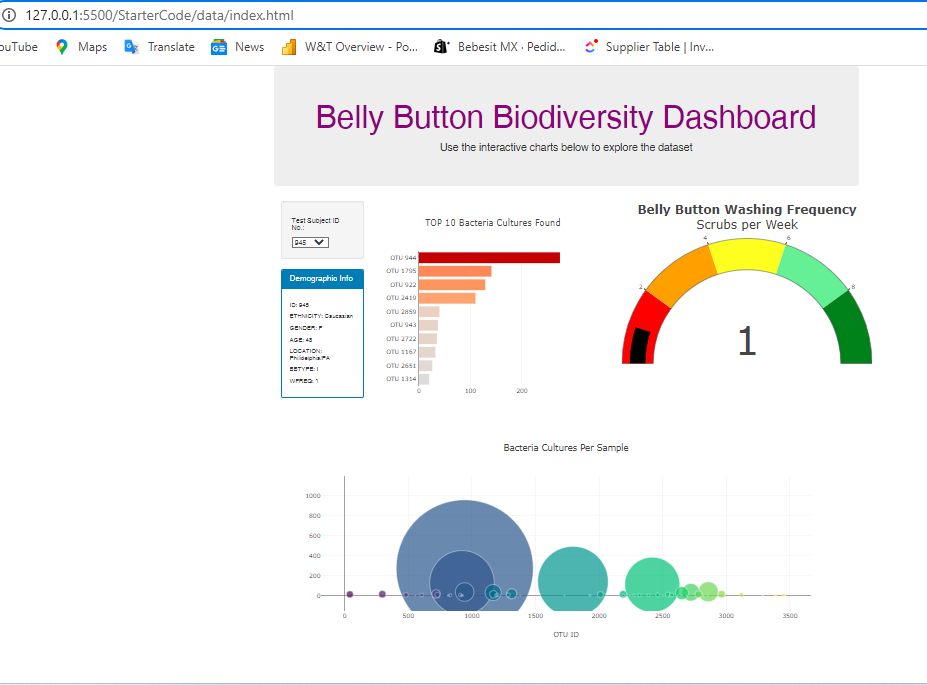 127.0.0.1:5500/StarterCode/data/index.html
ouTube Maps Translate News W&T Overview - Po... Bebesit MX · Pedid... Supplier Table | Inv...
Belly Button Biodiversity Dashboard
Use the interactive charts below to explore the dataset
Test Subject ID
No.:
945
Demographic Info
ID: 945
ETHNICITY: Caucasian
GENDER: F
AGE: 48
LOCATION:
Philadelphia/PA
BBTYPE: I
WFREQ: 1
TOP 10 Bacteria Cultures Found
OTU 944
OTU 1795
OTU 922
OTU 2419
OTU 2859
OTU 943
OTU 2722
OTU 1167
OTU 2651
OTU 1314
0 100 200
Belly Button Washing Frequency
Scrubs per Week
2 4 6 8
1
Bacteria Cultures Per Sample
1000
800
600
400
200
0
0 500 1000 1500 2000 2500 3000 3500
OTU ID